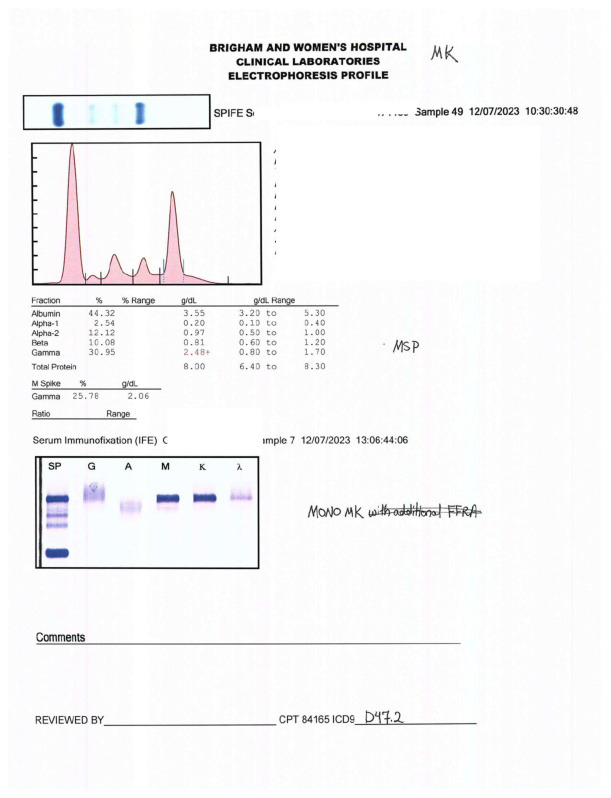 BRIGHAM AND WOMEN'S HOSPITAL
CLINICAL LABORATORIES
ELECTROPHORESIS PROFILE
MK
SPIFE Sample 49 12/07/2023 10:30:30:48
Fraction % % Range g/dL g/dL Range
Albumin 44.32 3.55 3.20 to 5.30
Alpha-1 2.54 0.20 0.10 to 0.40
Alpha-2 12.12 0.97 0.50 to 1.00
Beta 10.08 0.81 0.60 to 1.20
Gamma 30.95 2.48+ 0.80 to 1.70
MSP
Total Protein 8.00 6.40 to 8.30
M Spike % g/dL
Gamma 25.78 2.06
Ratio Range
Serum Immunofixation (IFE) 7 12/07/2023 13:06:44:06
SP G A M K λ
MONO MK with additional FFRA
Comments
REVIEWED BY CPT 84165 ICD9 D47.2